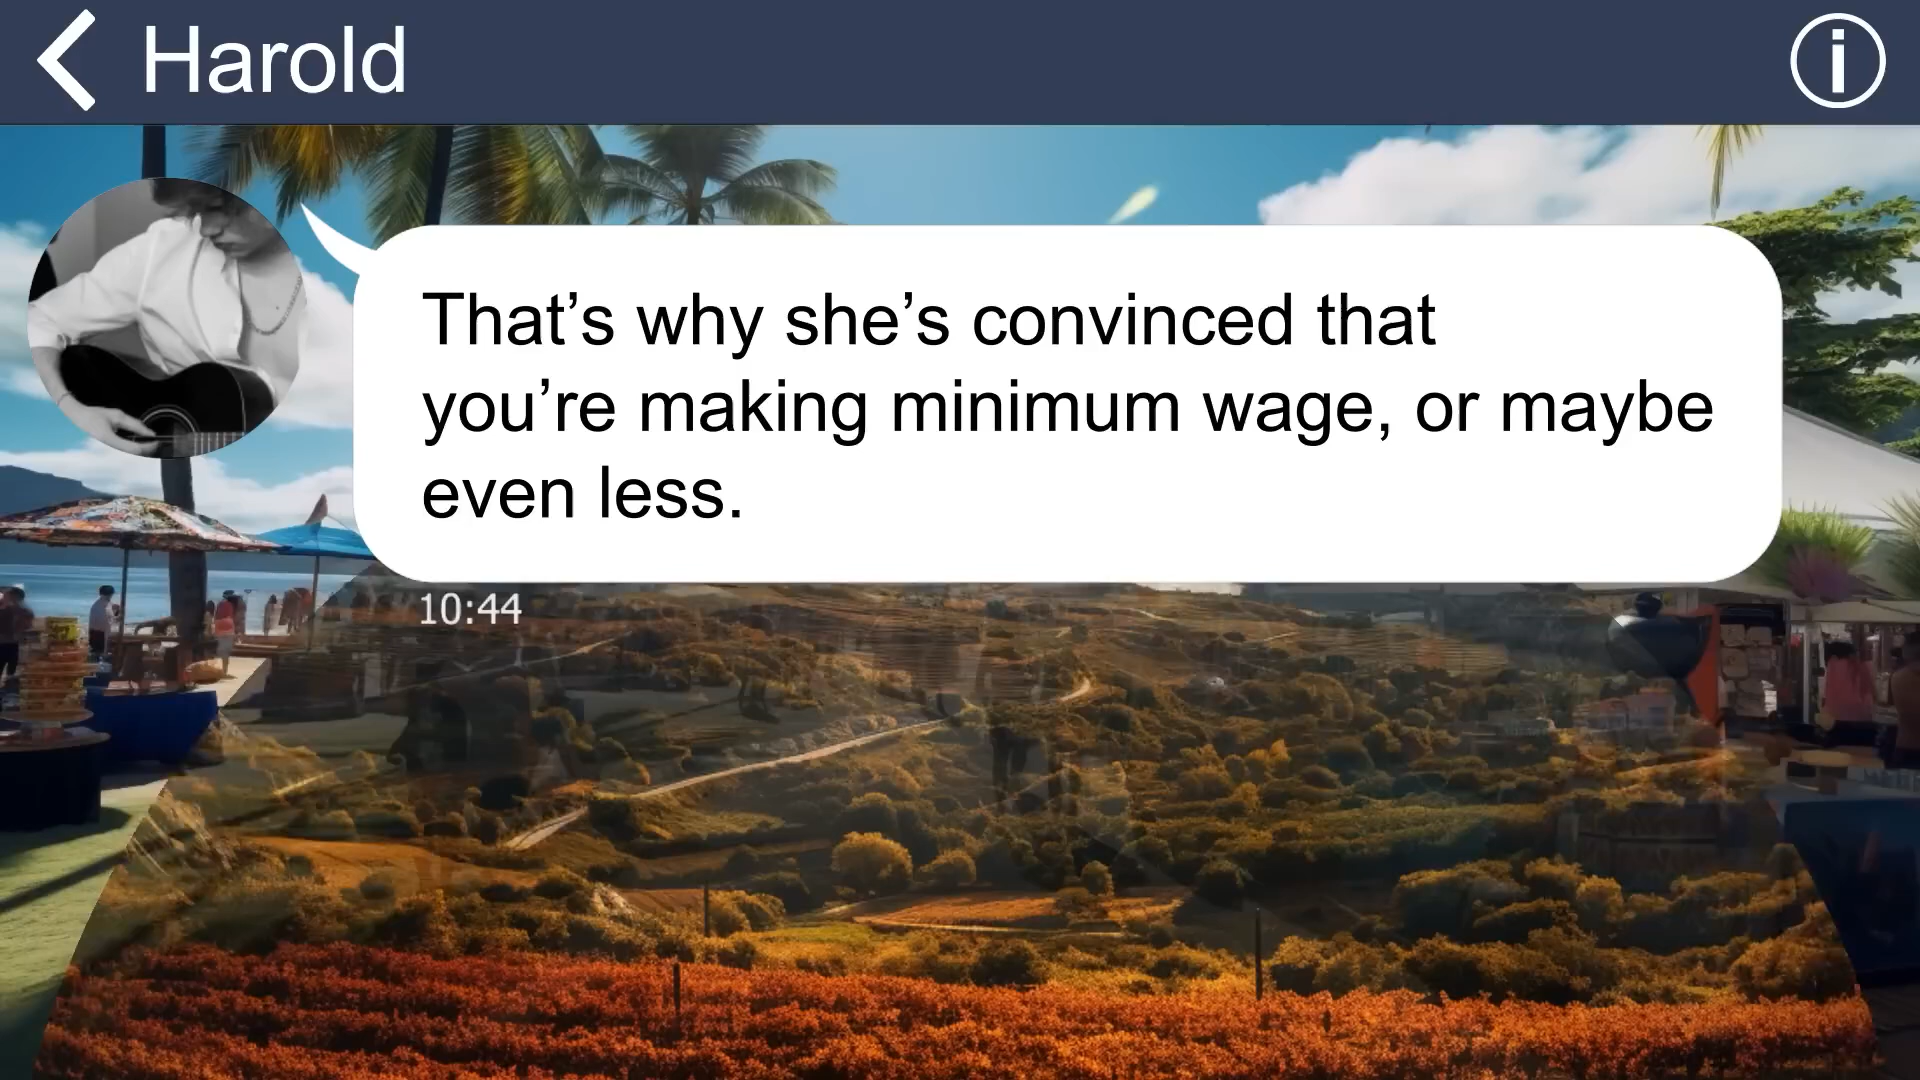 Harold
That’s why she’s convinced that
you’re making minimum wage, or maybe
even less.
10:44